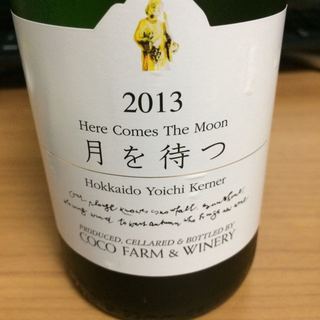 2013
Here Comes The Moon
月を待つ
Hokkaido Yoichi Kerner
PRODUCED, CELLARED & BOTTLED BY
COCO FARM & WINERY